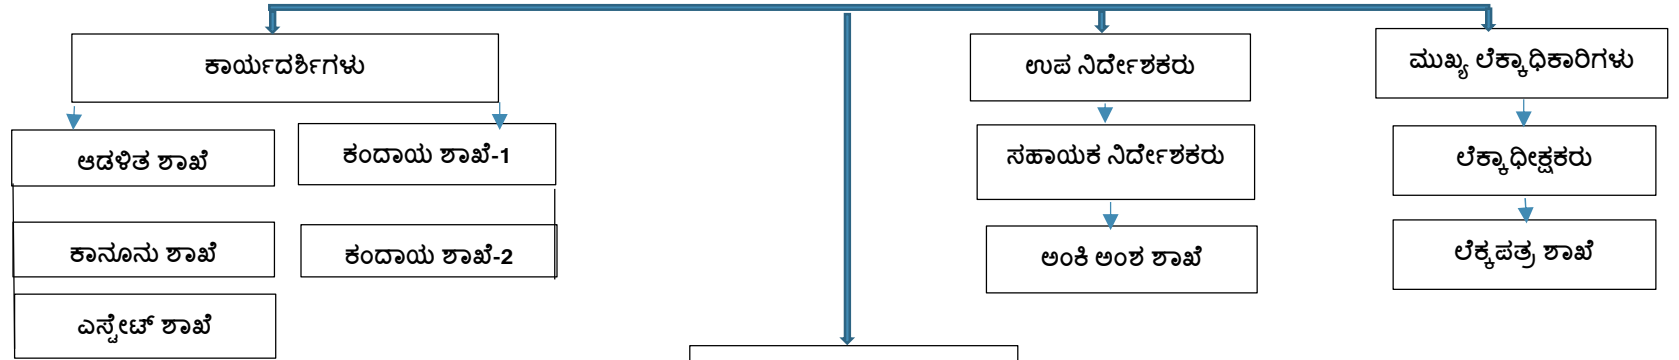 ಕಾರ್ಯದರ್ಶಿಗಳು
ಉಪ ನಿರ್ದೇಶಕರು
ಮುಖ್ಯ ಲೆಕ್ಕಾಧಿಕಾರಿಗಳು
ಆಡಳಿತ ಶಾಖೆ
ಕಂದಾಯ ಶಾಖೆ-1
ಸಹಾಯಕ ನಿರ್ದೇಶಕರು
ಲೆಕ್ಕಾಧೀಕ್ಷಕರು
ಕಾನೂನು ಶಾಖೆ
ಕಂದಾಯ ಶಾಖೆ-2
ಅಂಕಿ ಅಂಶ ಶಾಖೆ
ಲೆಕ್ಕಪತ್ರ ಶಾಖೆ
ಎಸ್ಟೇಟ್ ಶಾಖೆ